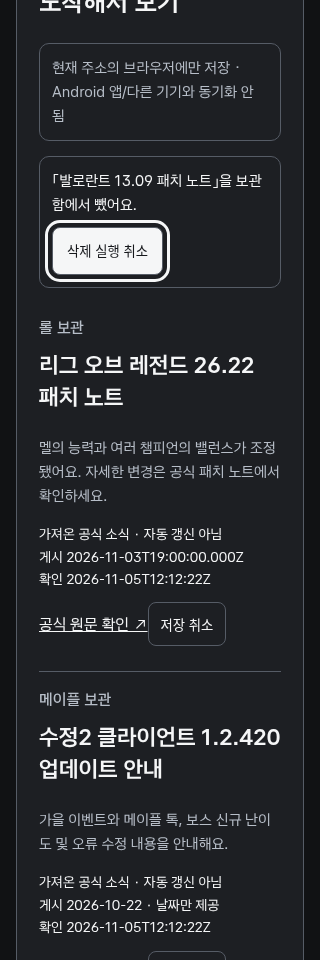 도착해서 보기
현재 주소의 브라우저에만 저장 ·
Android 앱/다른 기기와 동기화 안
됨
「발로란트 13.09 패치 노트」을 보관
함에서 뺐어요.
삭제 실행 취소
롤 보관
리그 오브 레전드 26.22
패치 노트
멜의 능력과 여러 챔피언의 밸런스가 조정
됐어요. 자세한 변경은 공식 패치 노트에서
확인하세요.
가져온 공식 소식 · 자동 갱신 아님
게시 2026-11-03T19:00:00.000Z
확인 2026-11-05T12:12:22Z
공식 원문 확인 ↗ 저장 취소
메이플 보관
수정2 클라이언트 1.2.420
업데이트 안내
가을 이벤트와 메이플 톡, 보스 신규 난이
도 및 오류 수정 내용을 안내해요.
가져온 공식 소식 · 자동 갱신 아님
게시 2026-10-22 · 날짜만 제공
확인 2026-11-05T12:12:22Z